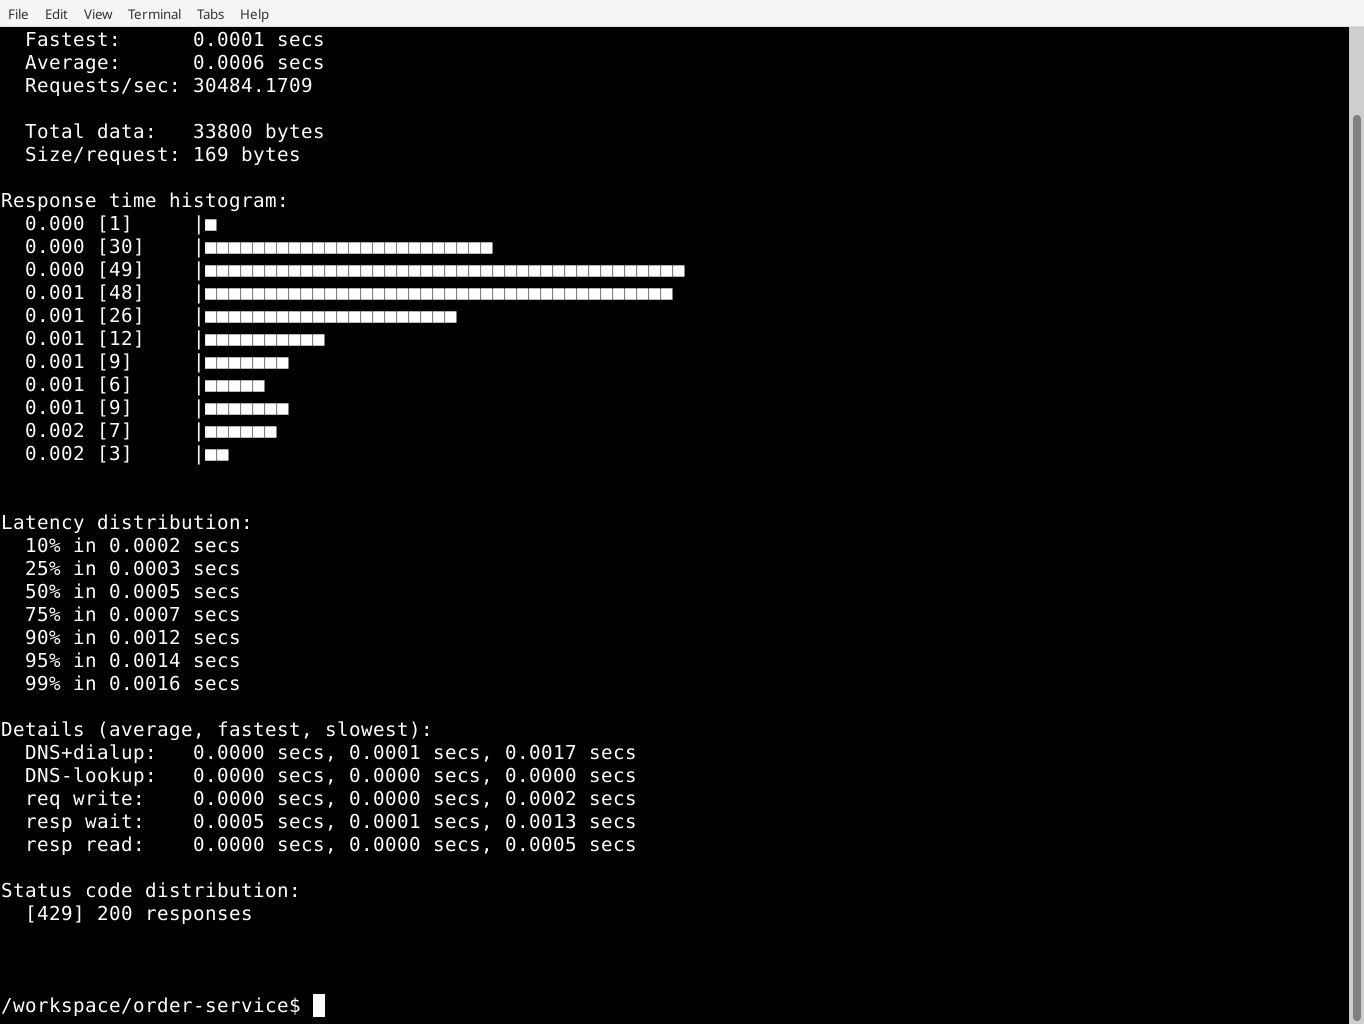 File Edit View Terminal Tabs Help
Fastest: 0.0001 secs
Average: 0.0006 secs
Requests/sec: 30484.1709
Total data: 33800 bytes
Size/request: 169 bytes
Response time histogram:
0.000 [1] |■
0.000 [30] |■■■■■■■■■■■■■■■■■■■■■■■■
0.000 [49] |■■■■■■■■■■■■■■■■■■■■■■■■■■■■■■■■■■■■■■■■
0.001 [48] |■■■■■■■■■■■■■■■■■■■■■■■■■■■■■■■■■■■■■■■
0.001 [26] |■■■■■■■■■■■■■■■■■■■■■
0.001 [12] |■■■■■■■■■■
0.001 [9] |■■■■■■■
0.001 [6] |■■■■■
0.001 [9] |■■■■■■■
0.002 [7] |■■■■■■
0.002 [3] |■■
Latency distribution:
10% in 0.0002 secs
25% in 0.0003 secs
50% in 0.0005 secs
75% in 0.0007 secs
90% in 0.0012 secs
95% in 0.0014 secs
99% in 0.0016 secs
Details (average, fastest, slowest):
DNS+dialup: 0.0000 secs, 0.0001 secs, 0.0017 secs
DNS-lookup: 0.0000 secs, 0.0000 secs, 0.0000 secs
req write: 0.0000 secs, 0.0000 secs, 0.0002 secs
resp wait: 0.0005 secs, 0.0001 secs, 0.0013 secs
resp read: 0.0000 secs, 0.0000 secs, 0.0005 secs
Status code distribution:
[429] 200 responses
/workspace/order-service$